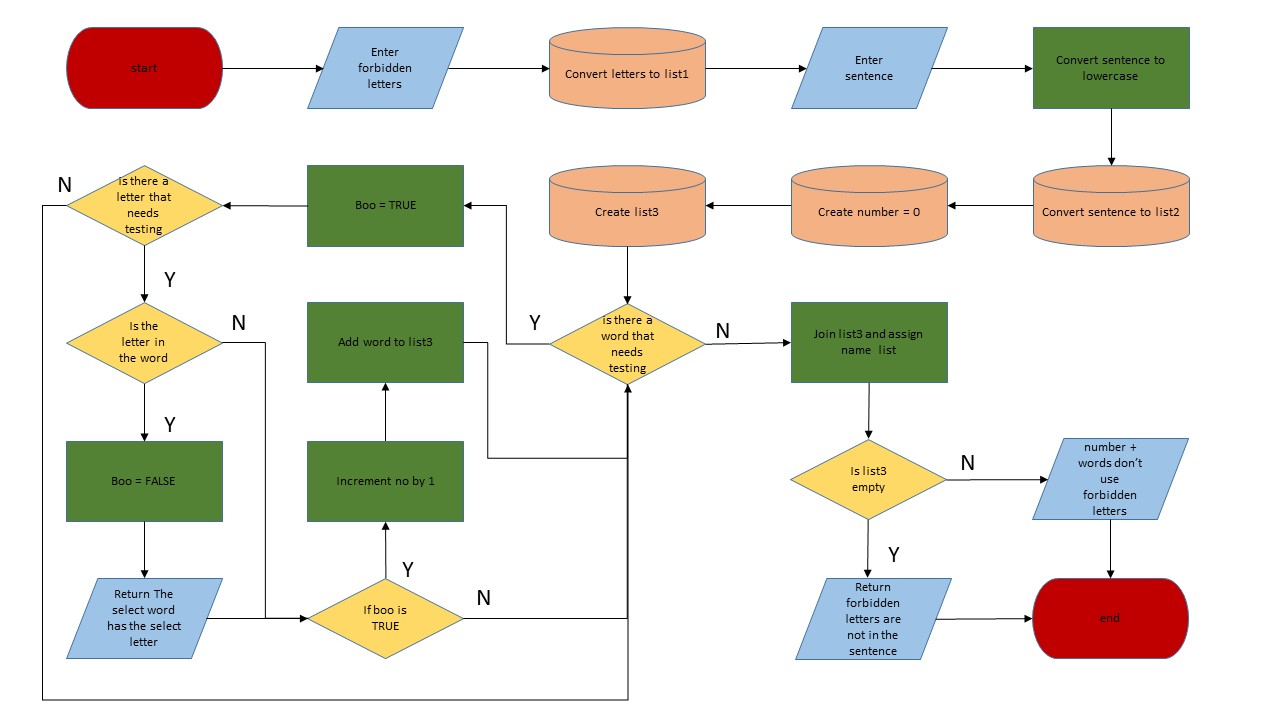 start
Enter
forbidden
letters
Convert letters to list1
Enter
sentence
Convert sentence to
lowercase
N
is there a
letter that
needs
testing
Boo = TRUE
Create list3
Create number = 0
Convert sentence to list2
Y
Is the
letter in
the word
N
Add word to list3
Y
is there a
word that
needs
testing
N
Join list3 and assign
name list
Y
Boo = FALSE
Increment no by 1
Is list3
empty
N
number +
words don't
use
forbidden
letters
Return The
select word
has the select
letter
Y
If boo is
TRUE
N
Y
Return
forbidden
letters are
not in the
sentence
end